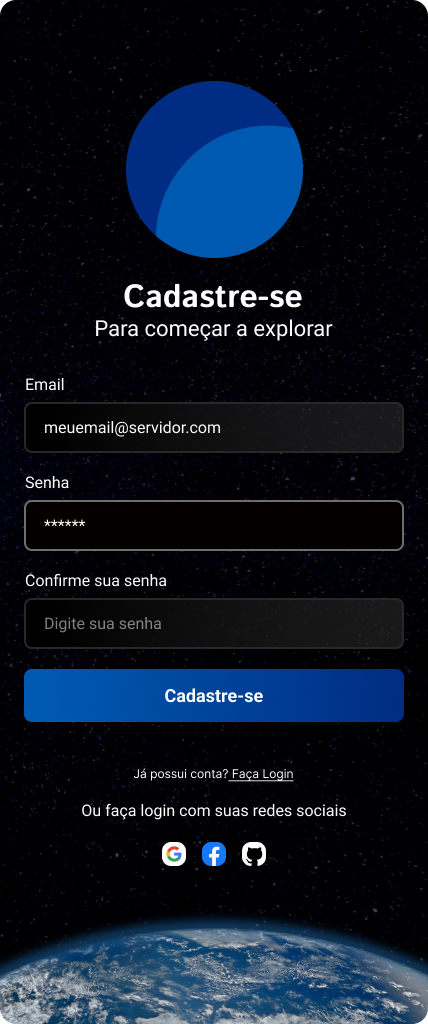 Cadastre-se
Para começar a explorar
Email
meuemail@servidor.com
Senha
******
Confirme sua senha
Digite sua senha
Cadastre-se
Já possui conta? Faça Login
Ou faça login com suas redes sociais